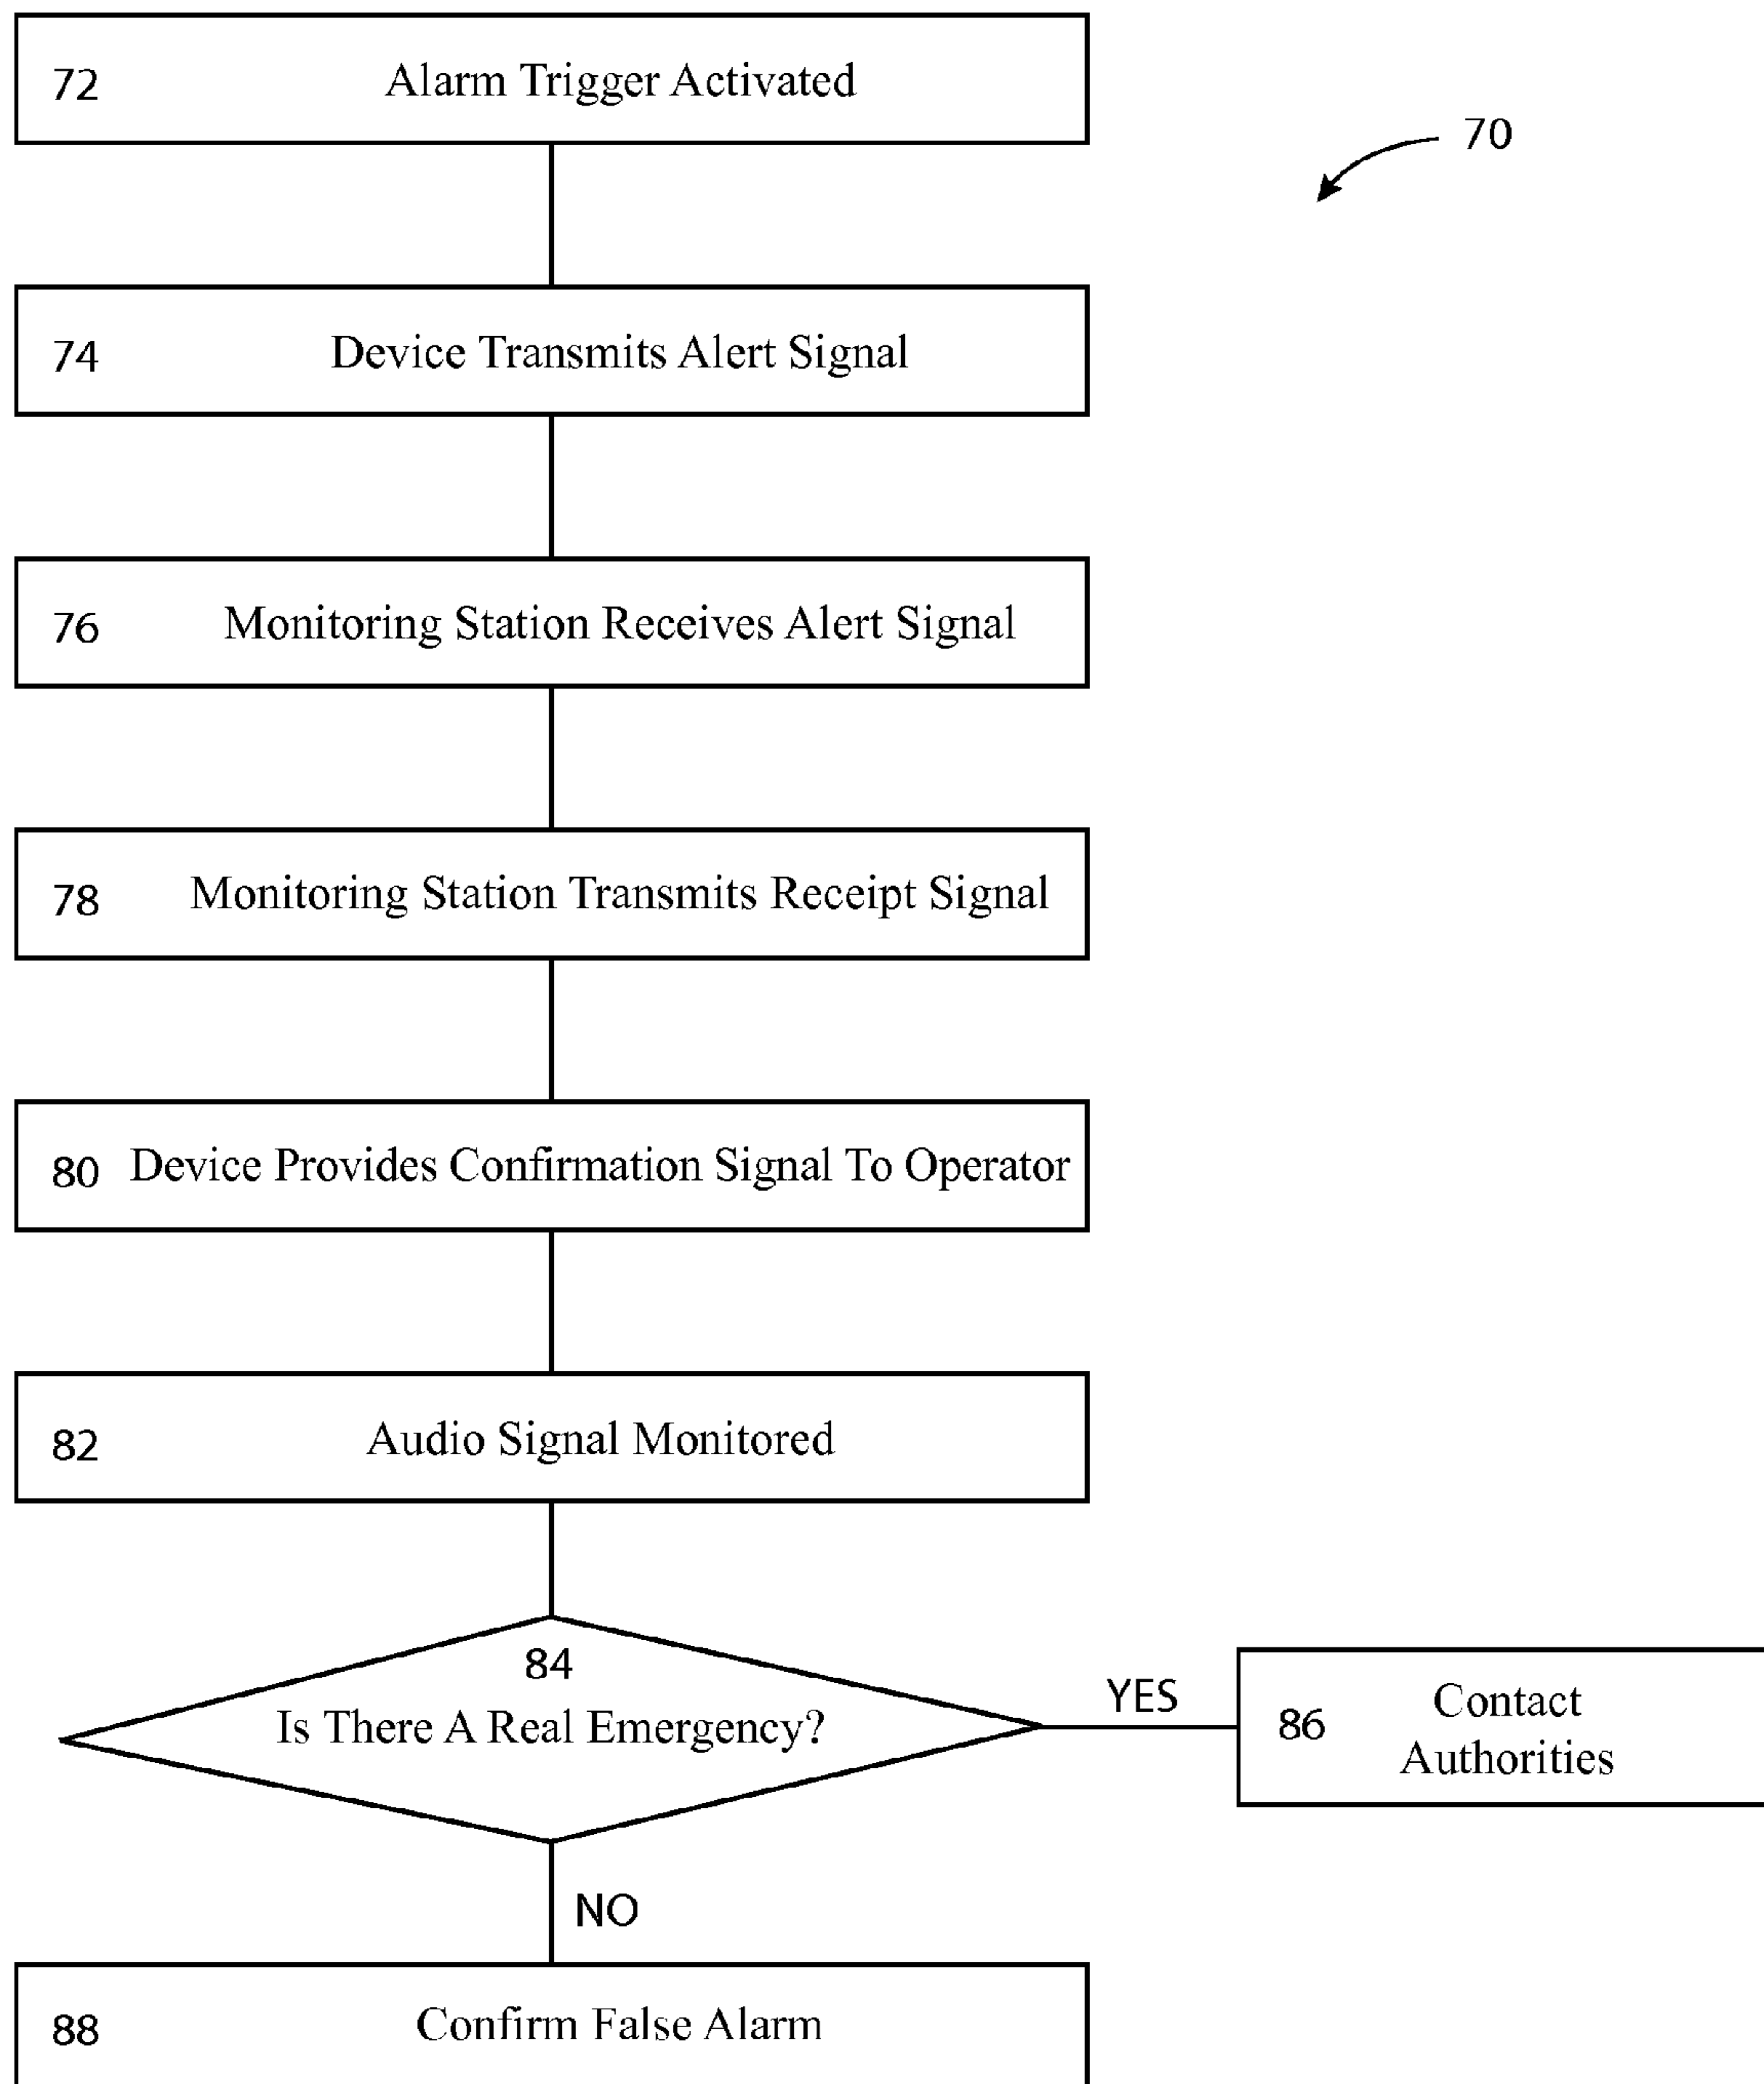 72 Alarm Trigger Activated
70
74 Device Transmits Alert Signal
76 Monitoring Station Receives Alert Signal
78 Monitoring Station Transmits Receipt Signal
80 Device Provides Confirmation Signal To Operator
82 Audio Signal Monitored
84
Is There A Real Emergency?
YES
86 Contact
Authorities
NO
88 Confirm False Alarm